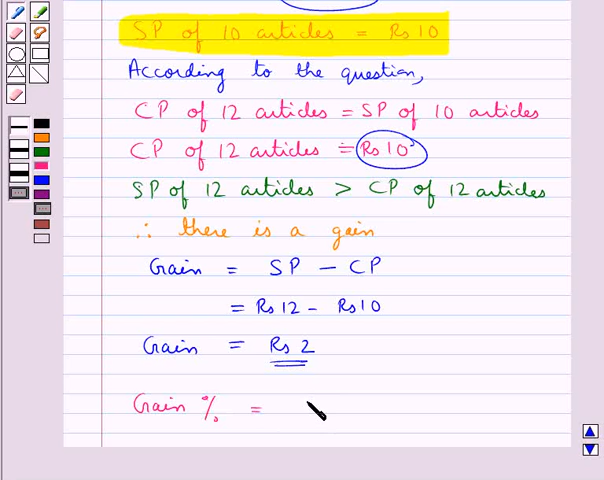 SP of 10 articles = Rs 10
According to the question,
CP of 12 articles = SP of 10 articles
CP of 12 articles = Rs 10
SP of 12 articles > CP of 12 articles
∴ there is a gain
Gain = SP - CP
= Rs 12 - Rs 10
Gain = Rs 2
Gain % =